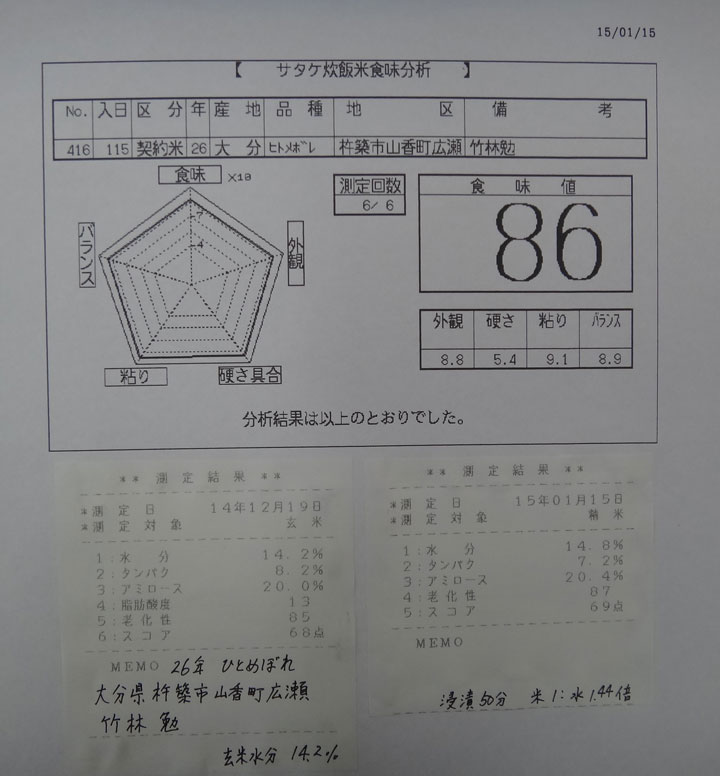 15/01/15
【 サタケ炊飯米食味分析 】
No. 入日 区分 年 産地 品種 地区 備考
416 115 契約米 26 大分 ヒトメボレ 杵築市山香町広瀬 竹林勉
食味 ×10
7
4
バランス
外観
粘り
硬さ具合
測定回数
6/ 6
食味値
86
外観 硬さ 粘り バランス
8.8 5.4 9.1 8.9
分析結果は以上のとおりでした。
** 測定結果 **
*測定日 14年12月19日
*測定対象 玄米
1:水分 14.2%
2:タンパク 8.2%
3:アミロース 20.0%
4:脂肪酸度 13
5:老化性 85
6:スコア 68点
MEMO 26年 ひとめぼれ
大分県杵築市山香町広瀬
竹林 勉
玄米水分 14.2%
** 測定結果 **
*測定日 15年01月15日
*測定対象 精米
1:水分 14.8%
2:タンパク 7.2%
3:アミロース 20.4%
4:老化性 87
5:スコア 69点
MEMO
浸漬50分 米1:水1.44倍